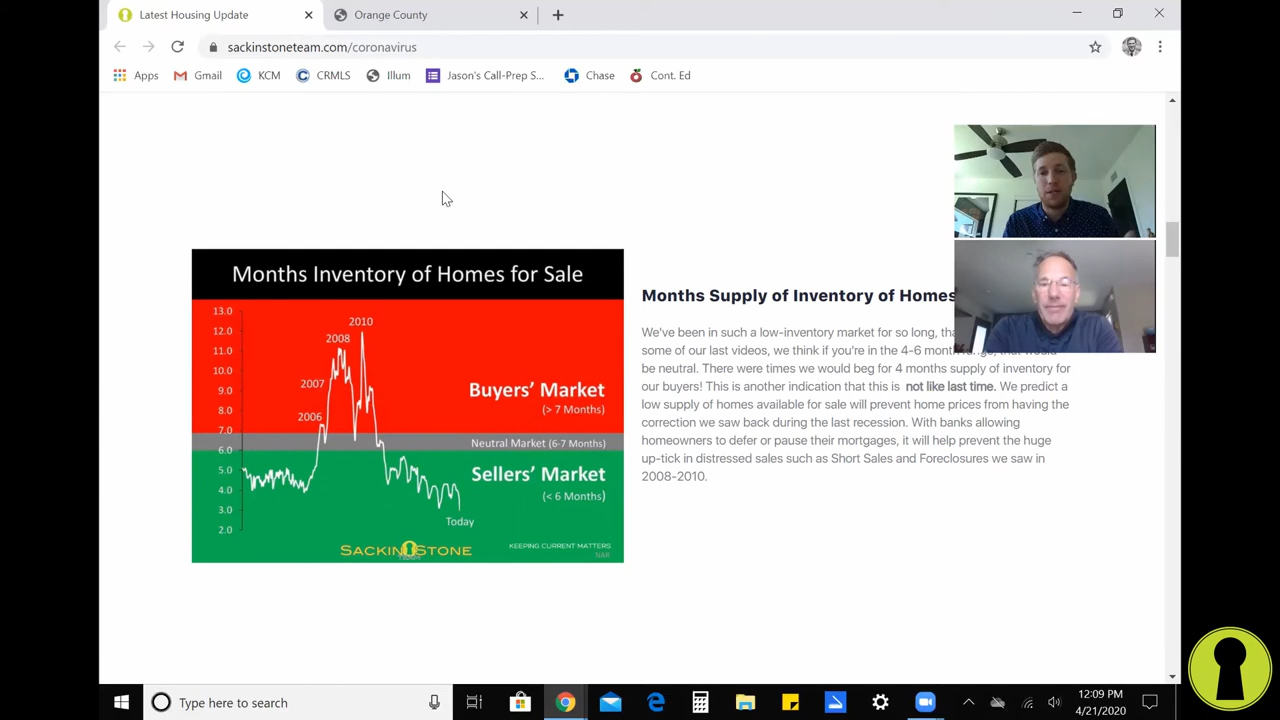 Latest Housing Update
Orange County
sackinstoneteam.com/coronavirus
Apps
Gmail
KCM
CRMLS
Illum
Jason's Call-Prep S...
Chase
Cont. Ed
Months Inventory of Homes for Sale
13.0
12.0
11.0
10.0
9.0
8.0
7.0
6.0
5.0
4.0
3.0
2.0
2006
2007
2008
2010
Today
Buyers' Market
(> 7 Months)
Neutral Market (6-7 Months)
Sellers' Market
(< 6 Months)
SACKIN STONE
TEAM
KEEPING CURRENT MATTERS
NAR
Months Supply of Inventory of Homes
We've been in such a low-inventory market for so long,
some of our last videos, we think if you're in the 4-6 month
be neutral. There were times we would beg for 4 months supply of inventory for
our buyers! This is another indication that this is not like last time. We predict a
low supply of homes available for sale will prevent home prices from having the
correction we saw back during the last recession. With banks allowing
homeowners to defer or pause their mortgages, it will help prevent the huge
up-tick in distressed sales such as Short Sales and Foreclosures we saw in
2008-2010.
Type here to search
12:09 PM
4/21/2020